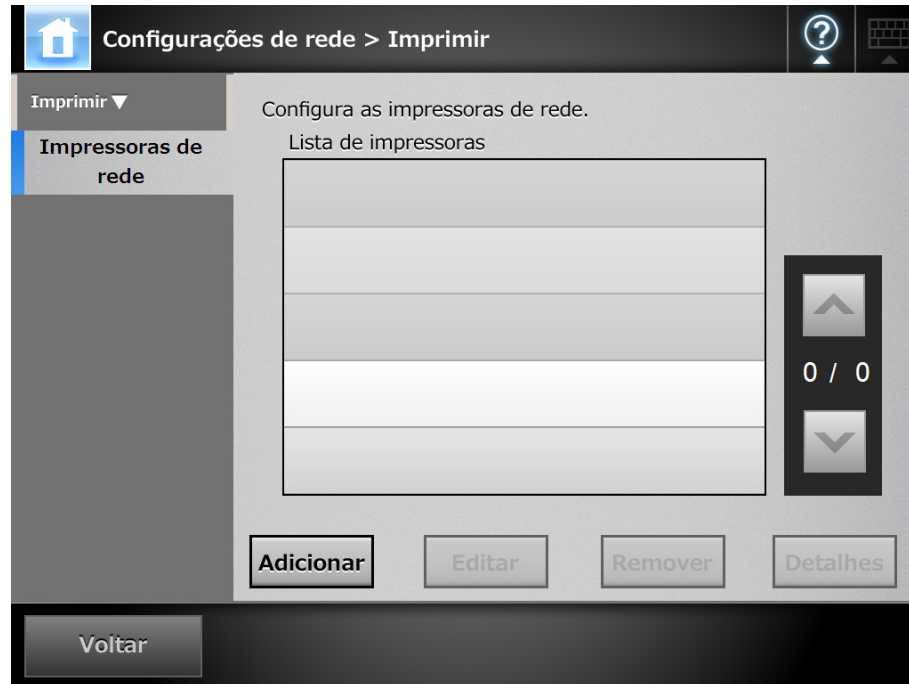 Configurações de rede > Imprimir
?
Imprimir ▼
Impressoras de
rede
Configura as impressoras de rede.
Lista de impressoras
0 / 0
Adicionar
Editar
Remover
Detalhes
Voltar